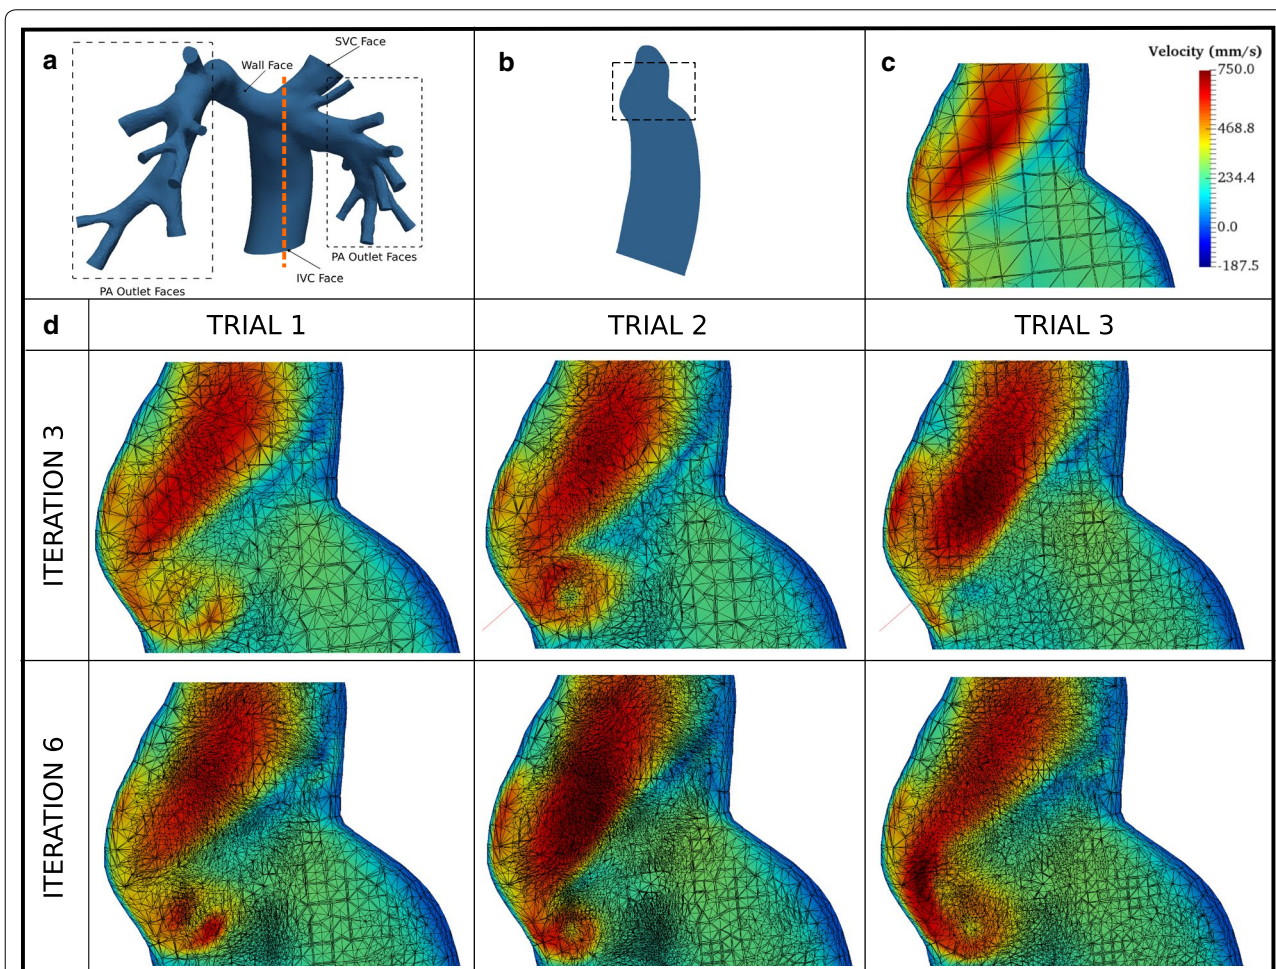 a
SVC Face
Wall Face
PA Outlet Faces
IVC Face
PA Outlet Faces
b
c
Velocity (mm/s)
750.0
468.8
234.4
0.0
-187.5
d
TRIAL 1
TRIAL 2
TRIAL 3
ITERATION 3
ITERATION 6